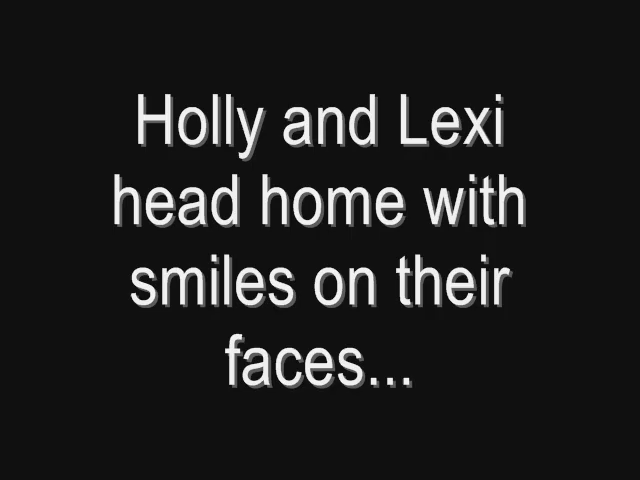 Holly and Lexi
head home with
smiles on their
faces...